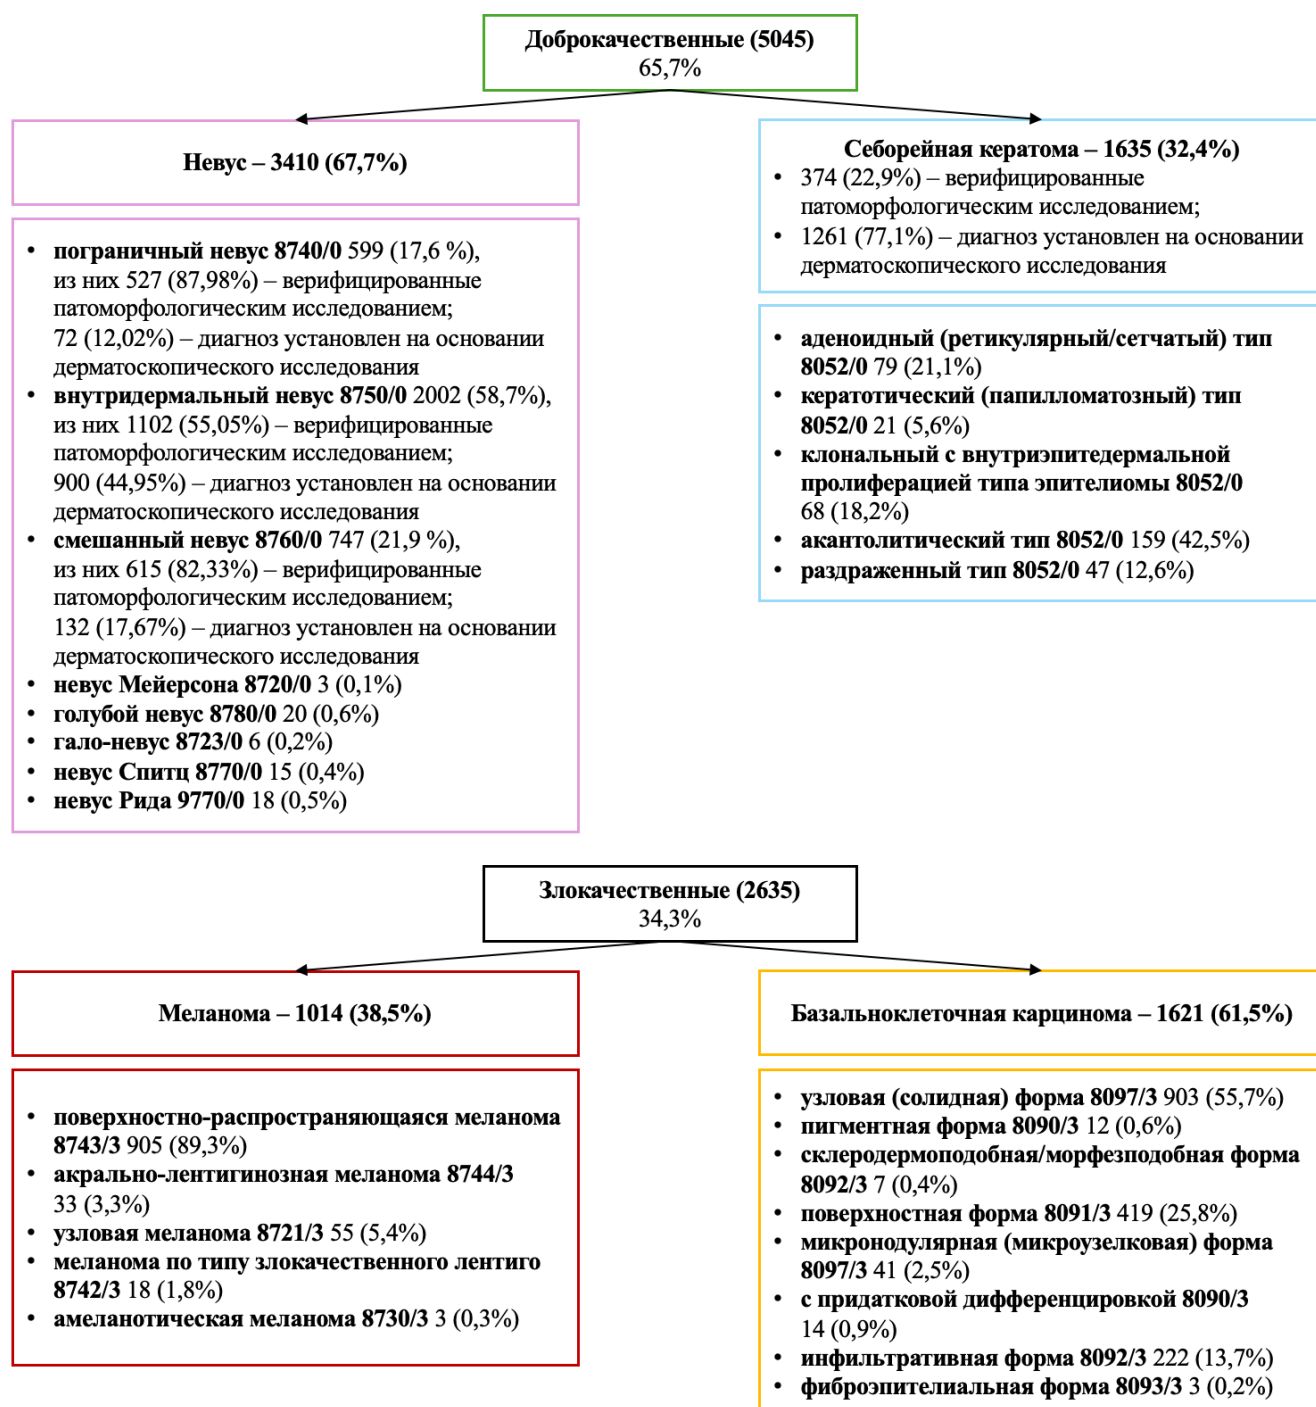 Доброкачественные (5045)
65,7%
Невус – 3410 (67,7%)
• пограничный невус 8740/0 599 (17,6 %),
из них 527 (87,98%) – верифицированные
патоморфологическим исследованием;
72 (12,02%) – диагноз установлен на основании
дерматоскопического исследования
• внутридермальный невус 8750/0 2002 (58,7%),
из них 1102 (55,05%) – верифицированные
патоморфологическим исследованием;
900 (44,95%) – диагноз установлен на основании
дерматоскопического исследования
• смешанный невус 8760/0 747 (21,9 %),
из них 615 (82,33%) – верифицированные
патоморфологическим исследованием;
132 (17,67%) – диагноз установлен на основании
дерматоскопического исследования
• невус Мейерсона 8720/0 3 (0,1%)
• голубой невус 8780/0 20 (0,6%)
• гало-невус 8723/0 6 (0,2%)
• невус Спитц 8770/0 15 (0,4%)
• невус Рида 9770/0 18 (0,5%)
Себорейная кератома – 1635 (32,4%)
• 374 (22,9%) – верифицированные
патоморфологическим исследованием;
• 1261 (77,1%) – диагноз установлен на основании
дерматоскопического исследования
• аденоидный (ретикулярный/сетчатый) тип
8052/0 79 (21,1%)
• кератотический (папилломатозный) тип
8052/0 21 (5,6%)
• клональный с внутриэпитедермальной
пролиферацией типа эпителиомы 8052/0
68 (18,2%)
• акантолитический тип 8052/0 159 (42,5%)
• раздраженный тип 8052/0 47 (12,6%)
Злокачественные (2635)
34,3%
Меланома – 1014 (38,5%)
• поверхностно-распространяющаяся меланома
8743/3 905 (89,3%)
• акрально-лентигинозная меланома 8744/3
33 (3,3%)
• узловая меланома 8721/3 55 (5,4%)
• меланома по типу злокачественного лентиго
8742/3 18 (1,8%)
• амеланотическая меланома 8730/3 3 (0,3%)
Базальноклеточная карцинома – 1621 (61,5%)
• узловая (солидная) форма 8097/3 903 (55,7%)
• пигментная форма 8090/3 12 (0,6%)
• склеродермоподобная/морфезподобная форма
8092/3 7 (0,4%)
• поверхностная форма 8091/3 419 (25,8%)
• микронодулярная (микроузелковая) форма
8097/3 41 (2,5%)
• с придатковой дифференцировкой 8090/3
14 (0,9%)
• инфильтративная форма 8092/3 222 (13,7%)
• фиброэпителиальная форма 8093/3 3 (0,2%)